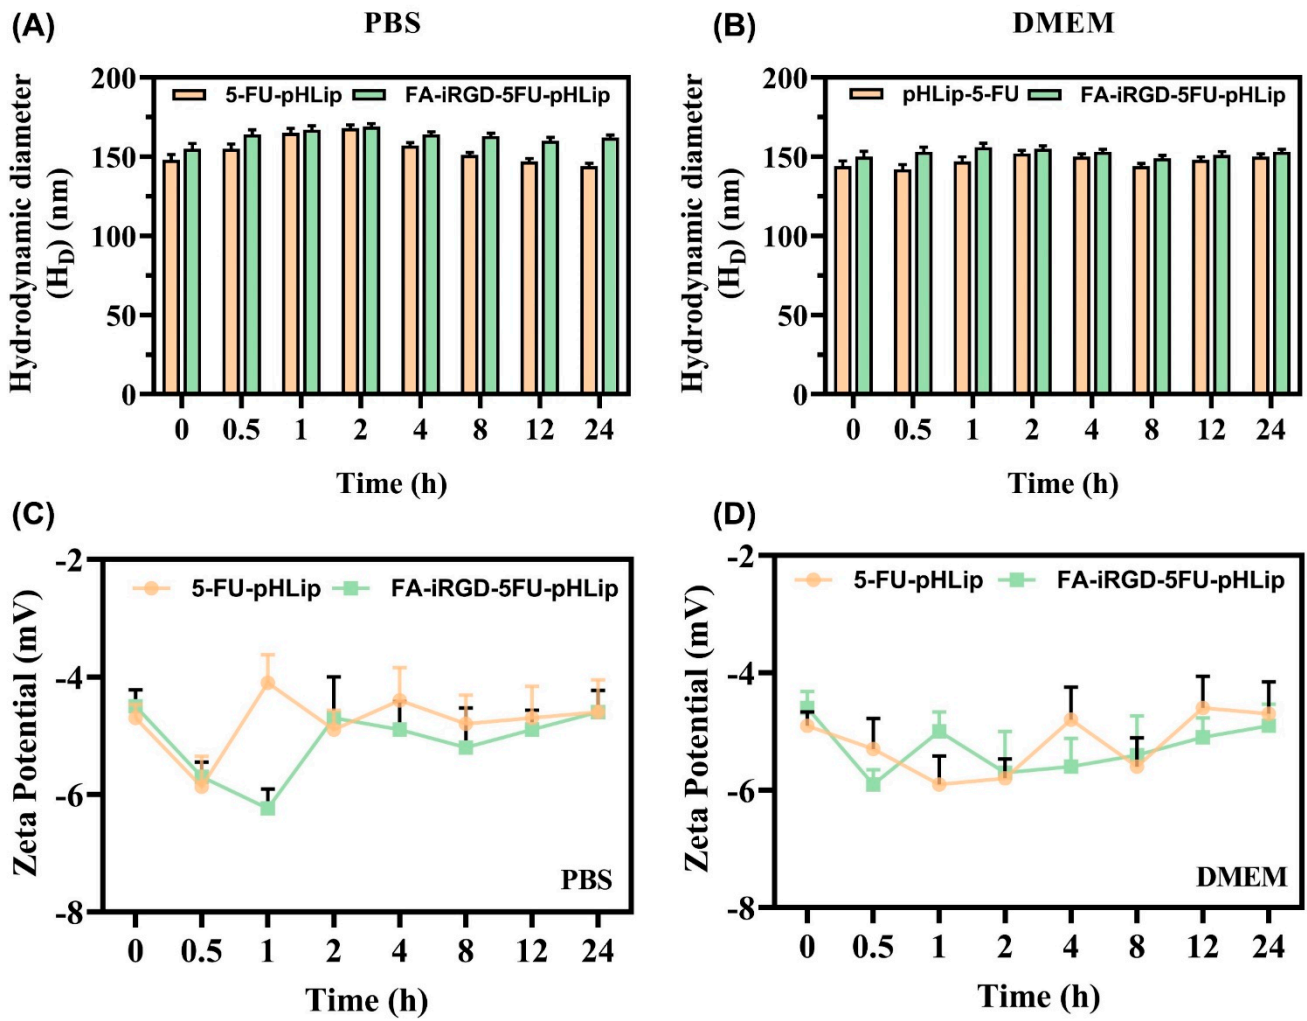 (A)
PBS
Hydrodynamic diameter
(HD) (nm)
200
150
100
50
0
5-FU-pHLip
FA-iRGD-5FU-pHLip
0 0.5 1 2 4 8 12 24
Time (h)
(B)
DMEM
Hydrodynamic diameter
(HD) (nm)
200
150
100
50
0
pHLip-5-FU
FA-iRGD-5FU-pHLip
0 0.5 1 2 4 8 12 24
Time (h)
(C)
Zeta Potential (mV)
-2
-4
-6
-8
5-FU-pHLip
FA-iRGD-5FU-pHLip
PBS
0 0.5 1 2 4 8 12 24
Time (h)
(D)
Zeta Potential (mV)
-2
-4
-6
-8
5-FU-pHLip
FA-iRGD-5FU-pHLip
DMEM
0 0.5 1 2 4 8 12 24
Time (h)